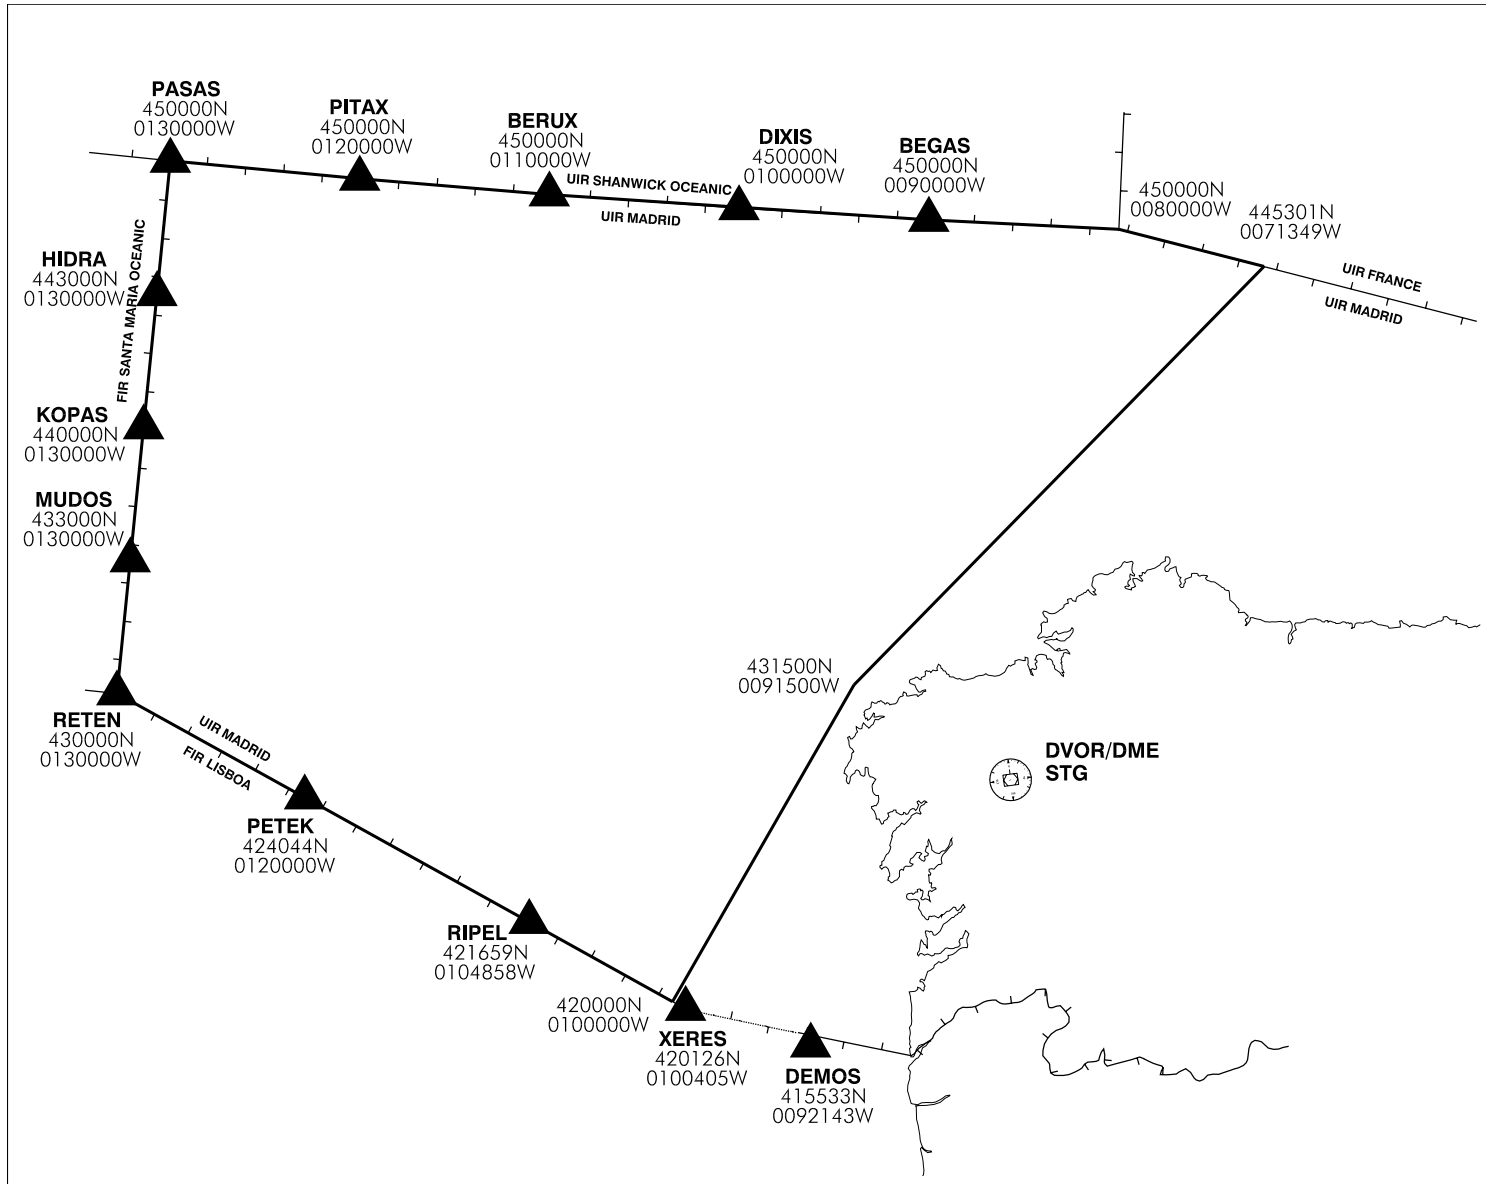 PASAS
450000N
0130000W
PITAX
450000N
0120000W
BERUX
450000N
0110000W
DIXIS
450000N
0100000W
BEGAS
450000N
0090000W
450000N
0080000W
445301N
0071349W
UIR SHANWICK OCEANIC
UIR MADRID
UIR FRANCE
UIR MADRID
HIDRA
443000N
0130000W
FIR SANTA MARIA OCEANIC
KOPAS
440000N
0130000W
MUDOS
433000N
0130000W
431500N
0091500W
RETEN
430000N
0130000W
UIR MADRID
FIR LISBOA
DVOR/DME
STG
PETEK
424044N
0120000W
RIPEL
421659N
0104858W
420000N
0100000W
XERES
420126N
0100405W
DEMOS
415533N
0092143W